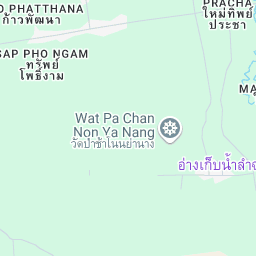 PHATTHANA
ก้าวพัฒนา
PRACHA
ใหม่ทิพย์
ประชา
SAP PHO NGAM
ทรัพย์
โพธิ์งาม
Wat Pa Chan
Non Ya Nang
วัดป่าช้าโนนย่านาง
อ่างเก็บน้ำลำ